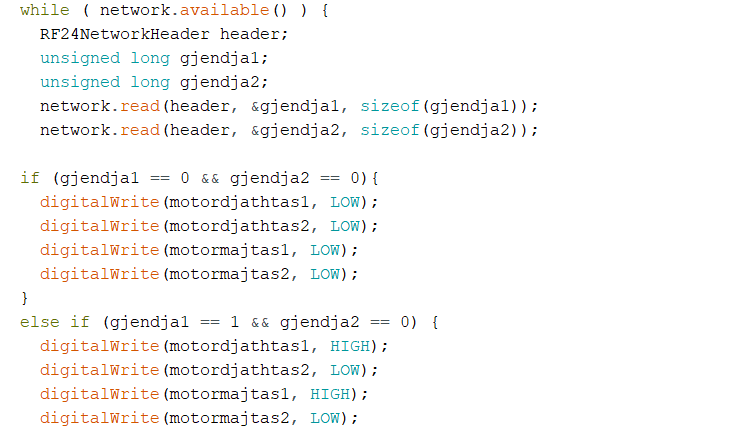 while ( network.available() ) {
RF24NetworkHeader header;
unsigned long gjendja1;
unsigned long gjendja2;
network.read(header, &gjendja1, sizeof(gjendja1));
network.read(header, &gjendja2, sizeof(gjendja2));
if (gjendja1 == 0 && gjendja2 == 0){
digitalWrite(motordjathtas1, LOW);
digitalWrite(motordjathtas2, LOW);
digitalWrite(motormajtas1, LOW);
digitalWrite(motormajtas2, LOW);
}
else if (gjendja1 == 1 && gjendja2 == 0) {
digitalWrite(motordjathtas1, HIGH);
digitalWrite(motordjathtas2, LOW);
digitalWrite(motormajtas1, HIGH);
digitalWrite(motormajtas2, LOW);